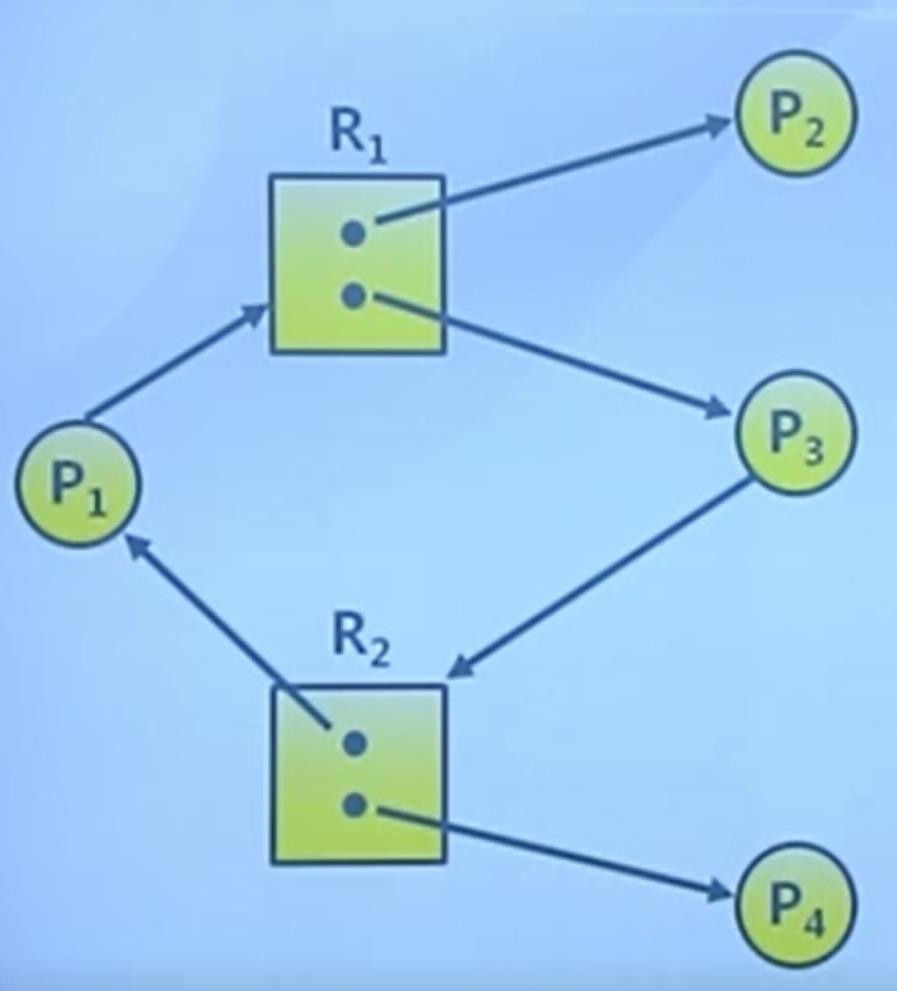 P₂
R₁
P₃
P₁
R₂
P₄